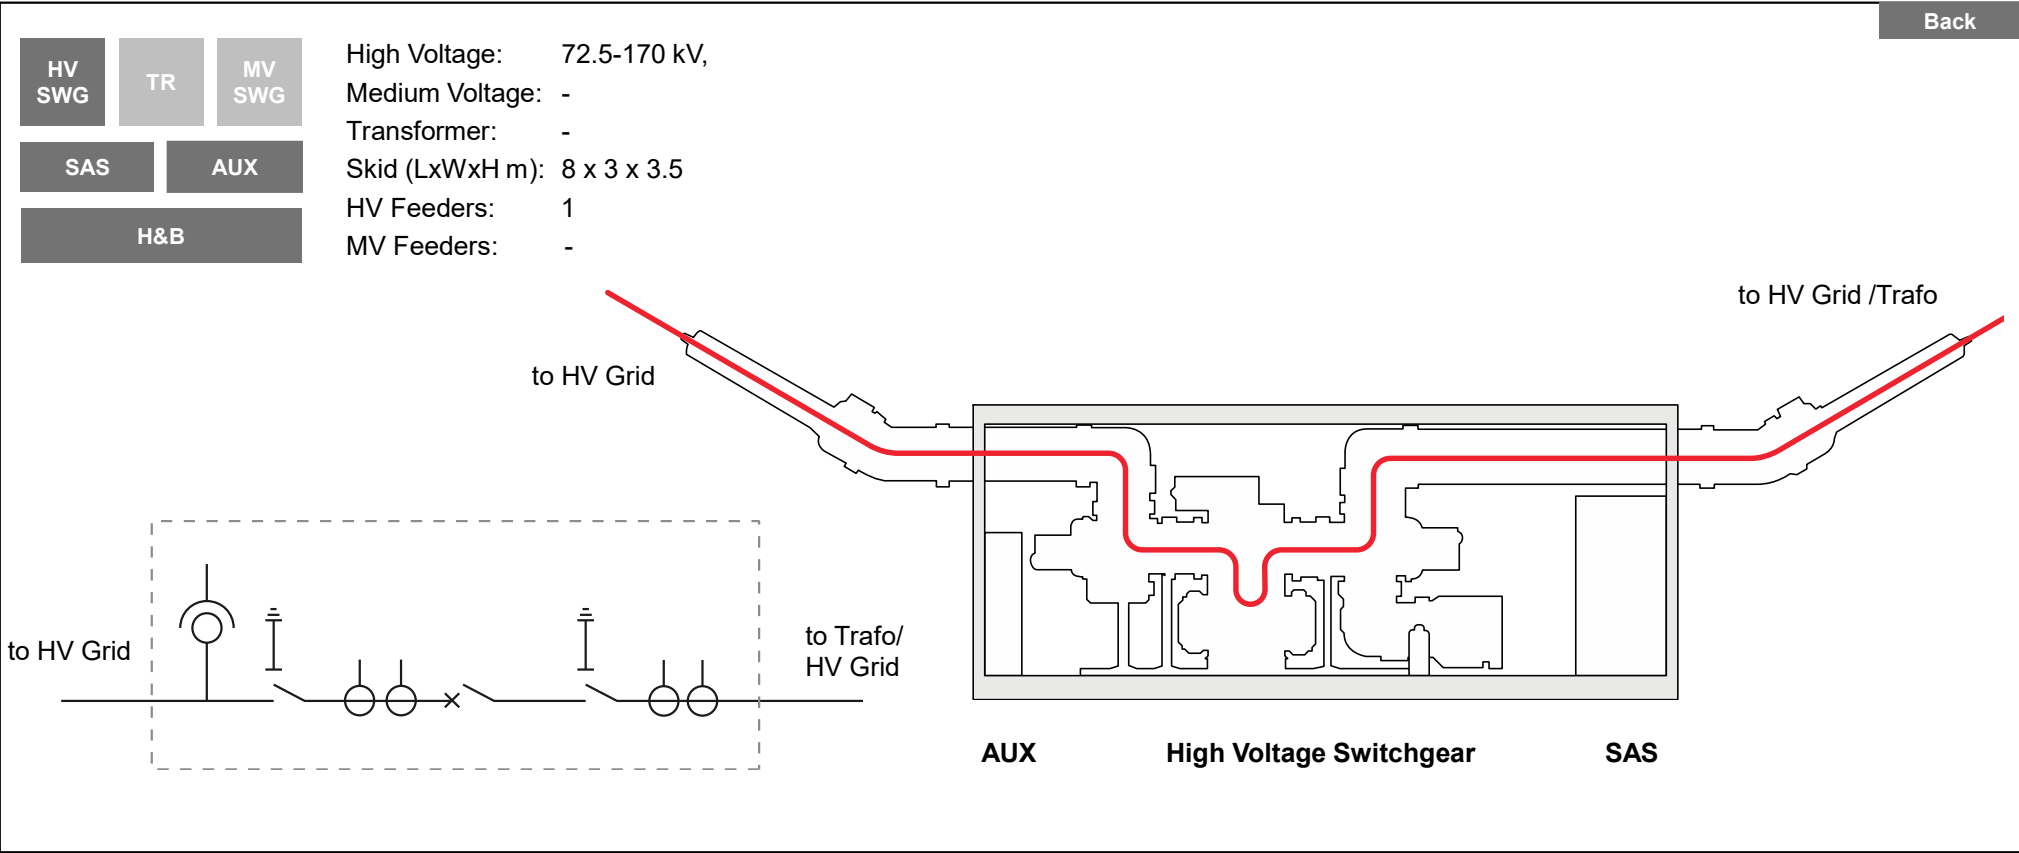 Back
HV
SWG
TR
MV
SWG
SAS
AUX
H&B
High Voltage: 72.5-170 kV,
Medium Voltage: -
Transformer: -
Skid (LxWxH m): 8 x 3 x 3.5
HV Feeders: 1
MV Feeders: -
to HV Grid /Trafo
to HV Grid
to HV Grid
to Trafo/
HV Grid
AUX
High Voltage Switchgear
SAS